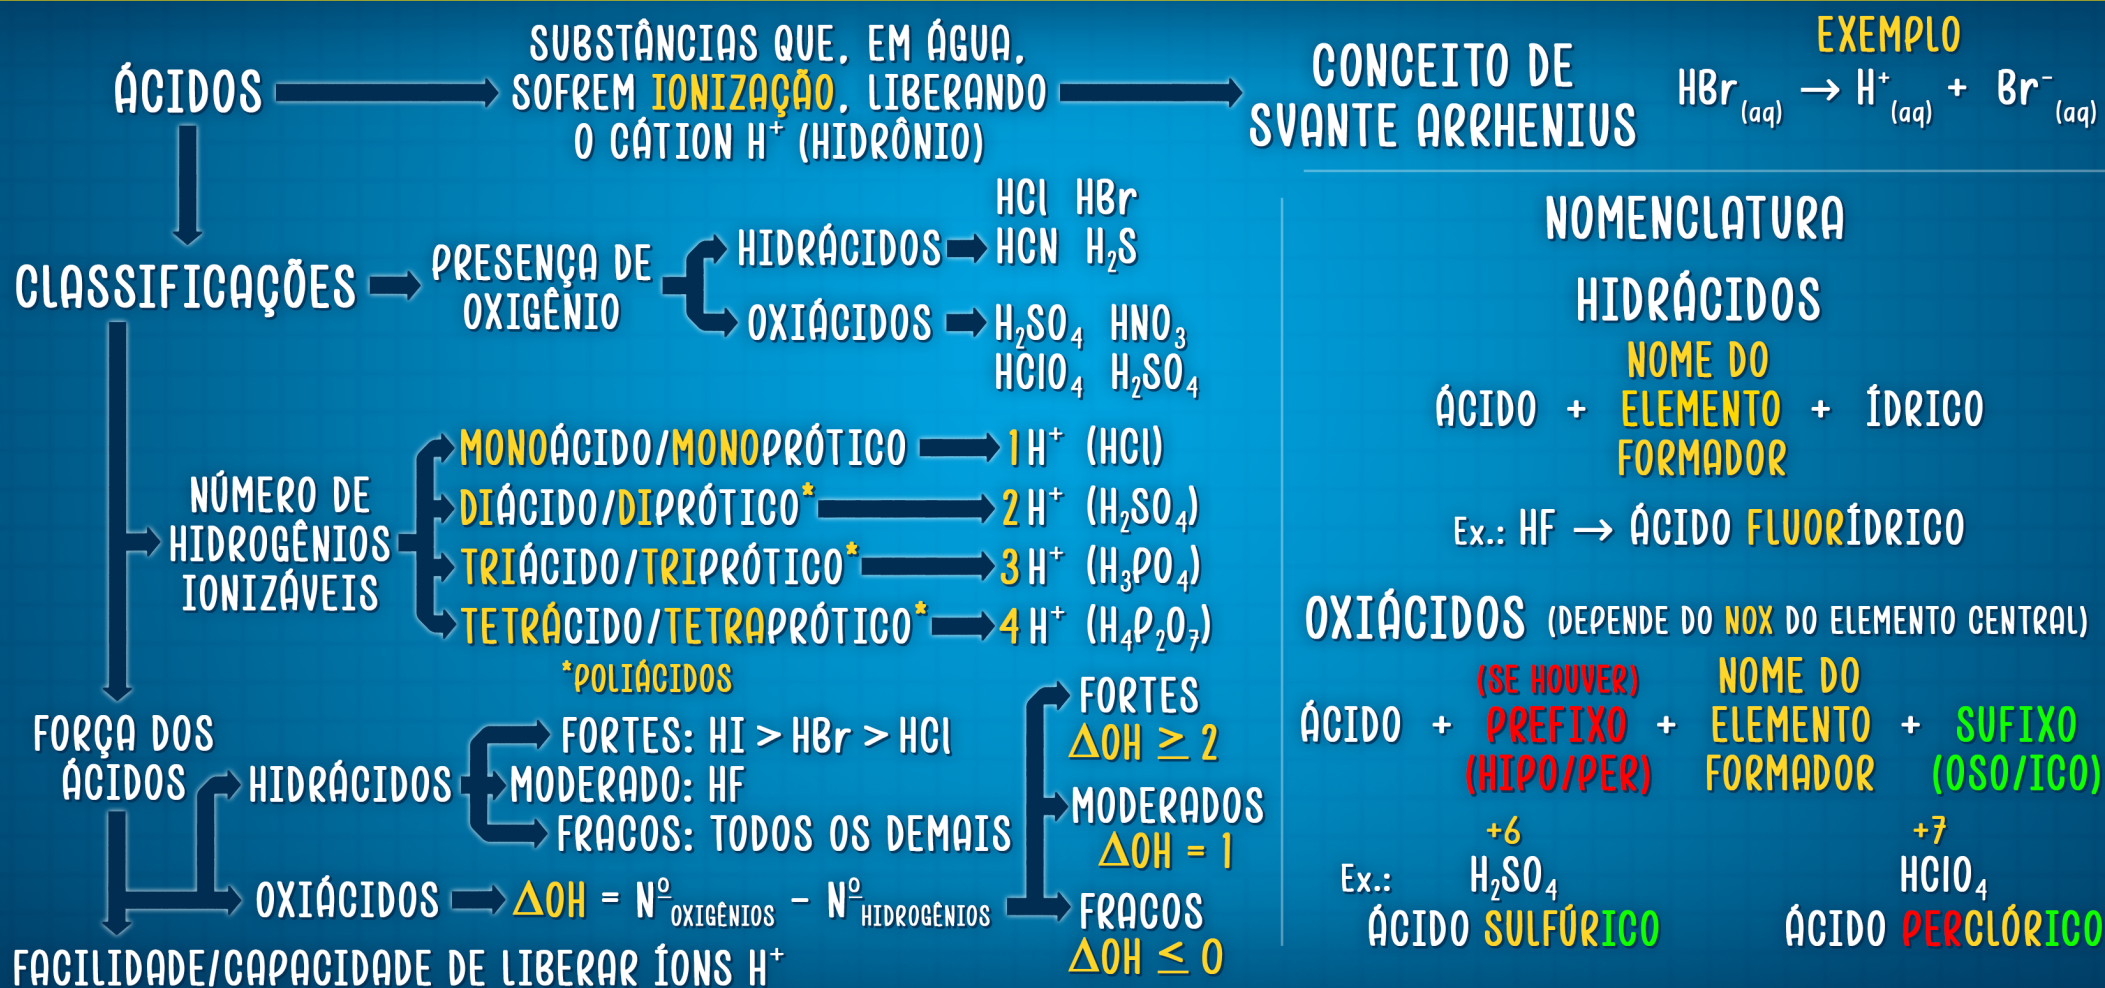 ÁCIDOS
SUBSTÂNCIAS QUE, EM ÁGUA,
SOFREM IONIZAÇÃO, LIBERANDO
O CÁTION H⁺ (HIDRÔNIO)
CONCEITO DE
SVANTE ARRHENIUS
EXEMPLO
HBr(aq) → H⁺(aq) + Br⁻(aq)
CLASSIFICAÇÕES
PRESENÇA DE
OXIGÊNIO
HIDRÁCIDOS
HCl HBr
HCN H₂S
OXIÁCIDOS
H₂SO₄ HNO₃
HClO₄ H₂SO₄
NÚMERO DE
HIDROGÊNIOS
IONIZÁVEIS
MONOÁCIDO/MONOPRÓTICO 1 H⁺ (HCl)
DIÁCIDO/DIPRÓTICO* 2 H⁺ (H₂SO₄)
TRIÁCIDO/TRIPRÓTICO* 3 H⁺ (H₃PO₄)
TETRÁCIDO/TETRAPRÓTICO* 4 H⁺ (H₄P₂O₇)
*POLIÁCIDOS
FORÇA DOS
ÁCIDOS
HIDRÁCIDOS
FORTES: HI > HBr > HCl
MODERADO: HF
FRACOS: TODOS OS DEMAIS
OXIÁCIDOS
ΔOH = Nº OXIGÊNIOS – Nº HIDROGÊNIOS
FORTES
ΔOH ≥ 2
MODERADOS
ΔOH = 1
FRACOS
ΔOH ≤ 0
FACILIDADE/CAPACIDADE DE LIBERAR ÍONS H⁺
NOMENCLATURA
HIDRÁCIDOS
ÁCIDO + NOME DO
ELEMENTO
FORMADOR + ÍDRICO
Ex.: HF → ÁCIDO FLUORÍDRICO
OXIÁCIDOS (DEPENDE DO NOX DO ELEMENTO CENTRAL)
ÁCIDO + (SE HOUVER)
PREFIXO
(HIPO/PER) + NOME DO
ELEMENTO
FORMADOR + SUFIXO
(OSO/ICO)
Ex.: +6
H₂SO₄
ÁCIDO SULFÚRICO
+7
HClO₄
ÁCIDO PERCLÓRICO